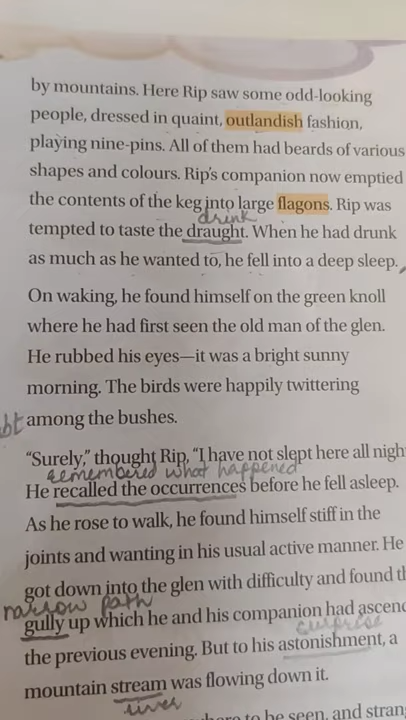 by mountains. Here Rip saw some odd-looking
people, dressed in quaint, outlandish fashion,
playing nine-pins. All of them had beards of various
shapes and colours. Rip's companion now emptied
the contents of the keg into large flagons. Rip was
drink
tempted to taste the draught. When he had drunk
as much as he wanted to, he fell into a deep sleep.
On waking, he found himself on the green knoll
where he had first seen the old man of the glen.
He rubbed his eyes—it was a bright sunny
morning. The birds were happily twittering
bt among the bushes.
"Surely," thought Rip, "I have not slept here all nigh
remembered what happened
He recalled the occurrences before he fell asleep.
As he rose to walk, he found himself stiff in the
joints and wanting in his usual active manner. He
got down into the glen with difficulty and found th
narrow path
gully up which he and his companion had ascend
surprise
the previous evening. But to his astonishment, a
mountain stream was flowing down it.
river
to be seen, and stran